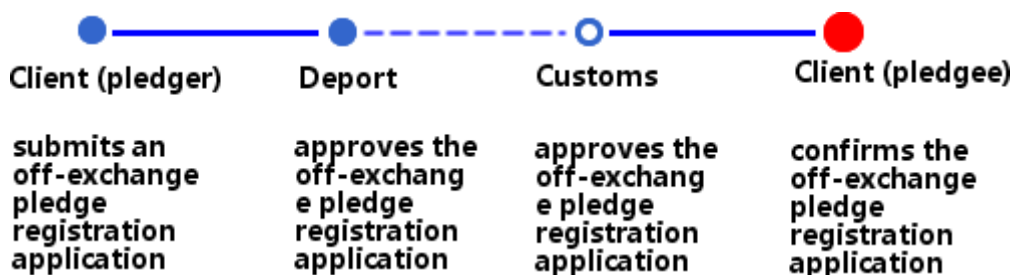 Client (pledger)
Deport
Customs
Client (pledgee)
submits an
off-exchange
pledge
registration
application
approves the
off-exchang
e pledge
registration
application
approves the
off-exchang
e pledge
registration
application
confirms the
off-exchange
pledge
registration
application